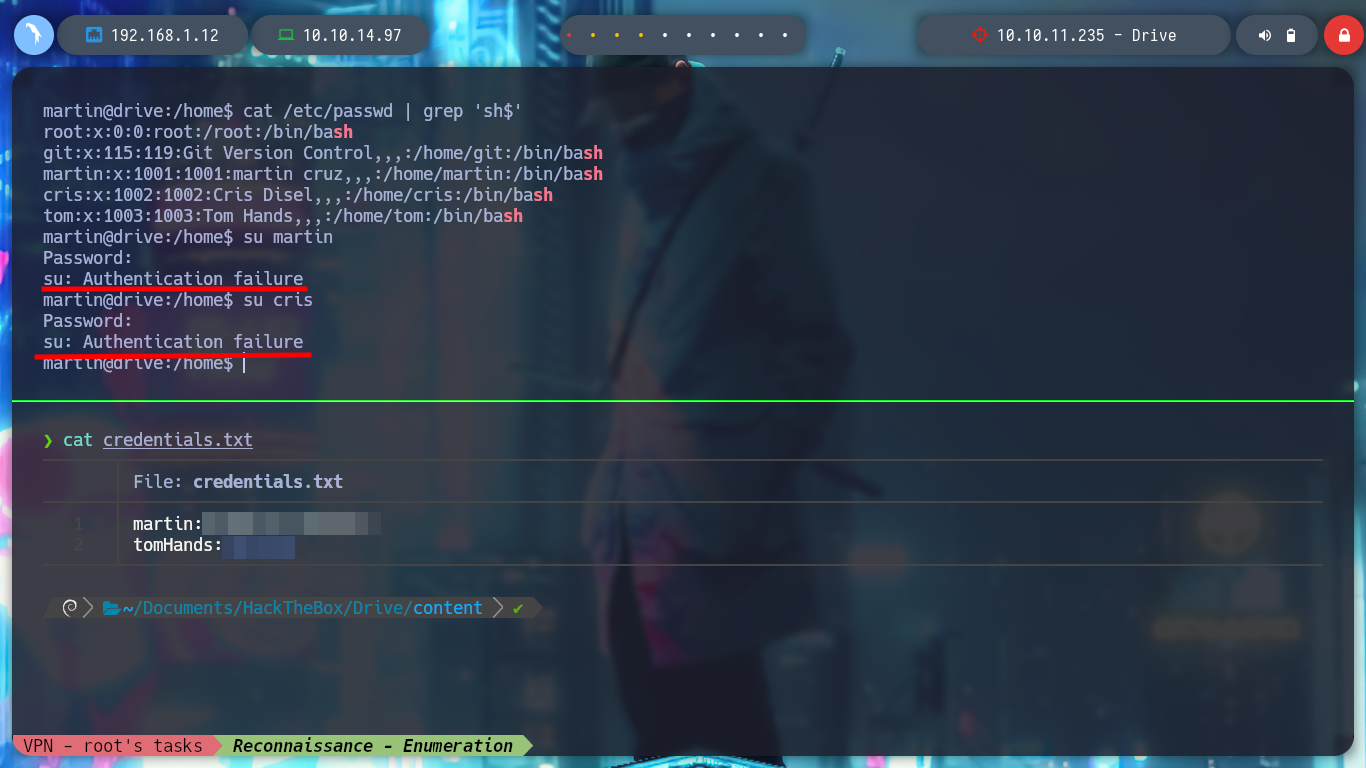 192.168.1.12 10.10.14.97 10.10.11.235 - Drive
martin@drive:/home$ cat /etc/passwd | grep 'sh$'
root:x:0:0:root:/root:/bin/bash
git:x:115:119:Git Version Control,,,:/home/git:/bin/bash
martin:x:1001:1001:martin cruz,,,:/home/martin:/bin/bash
cris:x:1002:1002:Cris Disel,,,:/home/cris:/bin/bash
tom:x:1003:1003:Tom Hands,,,:/home/tom:/bin/bash
martin@drive:/home$ su martin
Password:
su: Authentication failure
martin@drive:/home$ su cris
Password:
su: Authentication failure
martin@drive:/home$
❯ cat credentials.txt
File: credentials.txt
1 martin:
2 tomHands:
~/Documents/HackTheBox/Drive/content ✔
VPN - root's tasks Reconnaissance - Enumeration